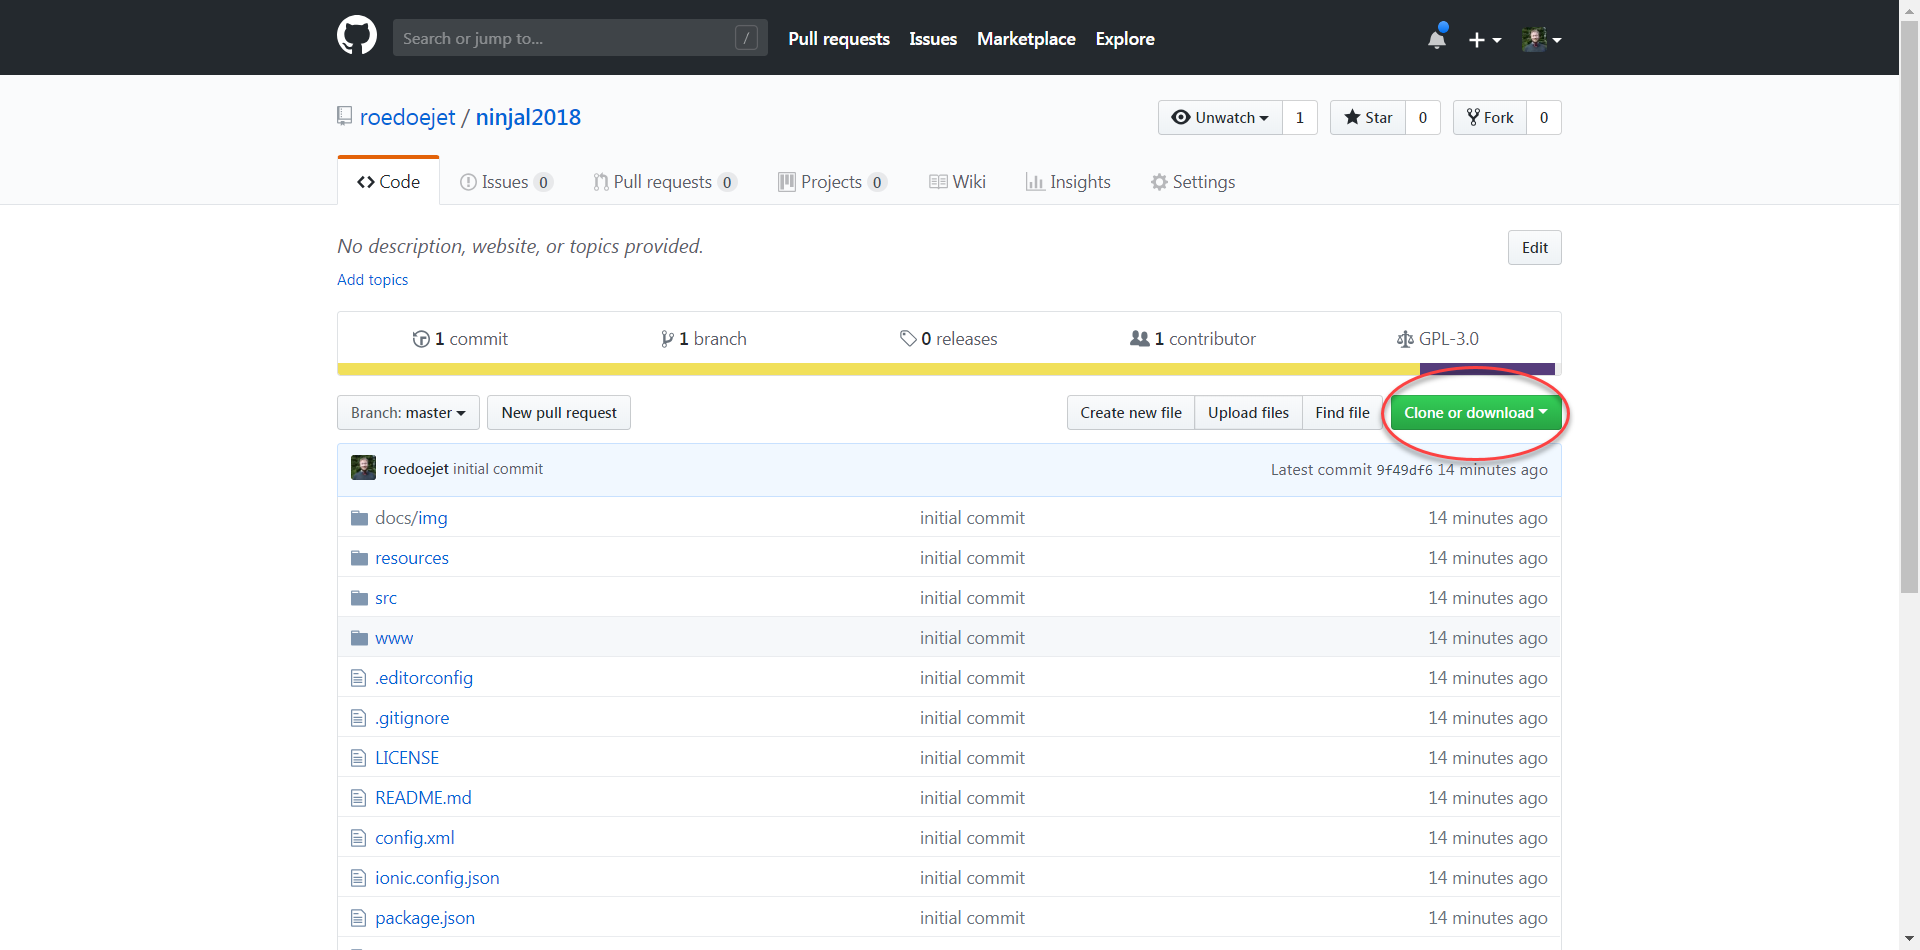 Search or jump to... / Pull requests Issues Marketplace Explore
roedoejet / ninjal2018 Unwatch 1 Star 0 Fork 0
Code Issues 0 Pull requests 0 Projects 0 Wiki Insights Settings
No description, website, or topics provided. Edit
Add topics
1 commit 1 branch 0 releases 1 contributor GPL-3.0
Branch: master New pull request Create new file Upload files Find file Clone or download
roedoejet initial commit Latest commit 9f49df6 14 minutes ago
docs/img initial commit 14 minutes ago
resources initial commit 14 minutes ago
src initial commit 14 minutes ago
www initial commit 14 minutes ago
.editorconfig initial commit 14 minutes ago
.gitignore initial commit 14 minutes ago
LICENSE initial commit 14 minutes ago
README.md initial commit 14 minutes ago
config.xml initial commit 14 minutes ago
ionic.config.json initial commit 14 minutes ago
package.json initial commit 14 minutes ago